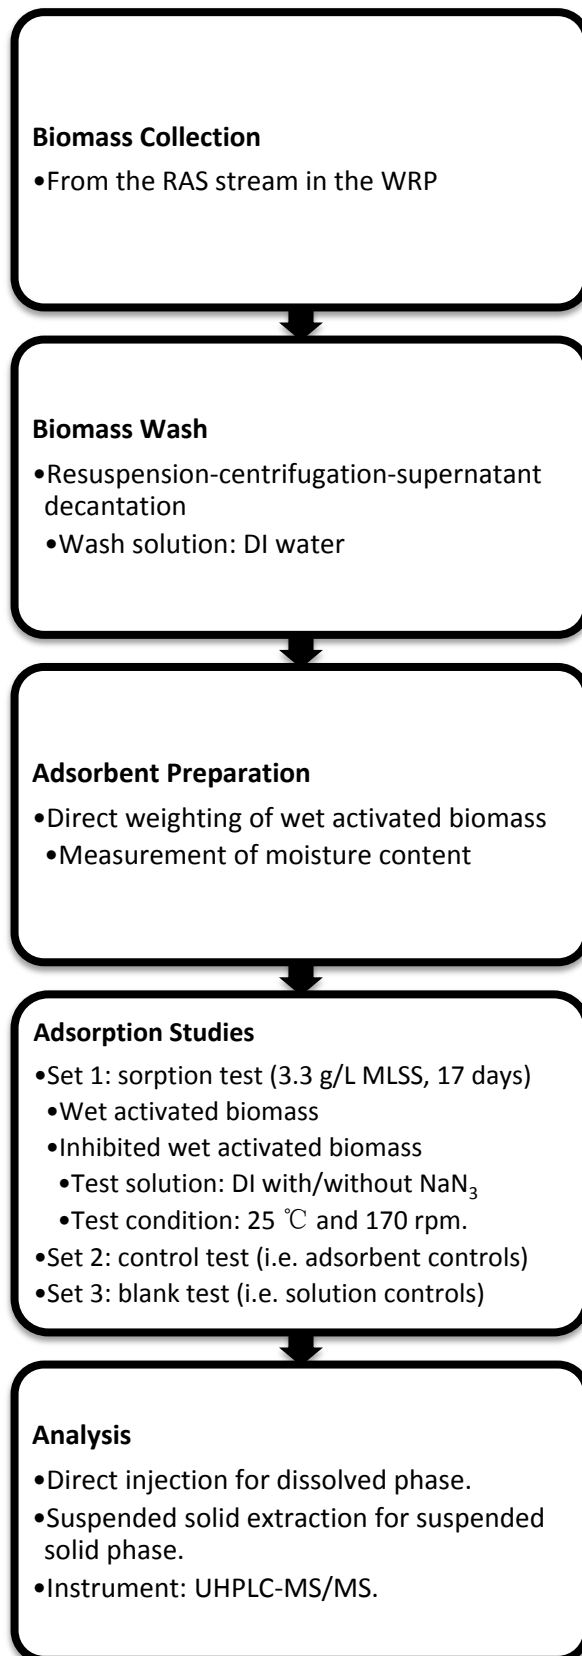 Biomass Collection
•From the RAS stream in the WRP
Biomass Wash
•Resuspension-centrifugation-supernatant
decantation
•Wash solution: DI water
Adsorbent Preparation
•Direct weighting of wet activated biomass
•Measurement of moisture content
Adsorption Studies
•Set 1: sorption test (3.3 g/L MLSS, 17 days)
•Wet activated biomass
•Inhibited wet activated biomass
•Test solution: DI with/without NaN₃
•Test condition: 25 ℃ and 170 rpm.
•Set 2: control test (i.e. adsorbent controls)
•Set 3: blank test (i.e. solution controls)
Analysis
•Direct injection for dissolved phase.
•Suspended solid extraction for suspended
solid phase.
•Instrument: UHPLC-MS/MS.